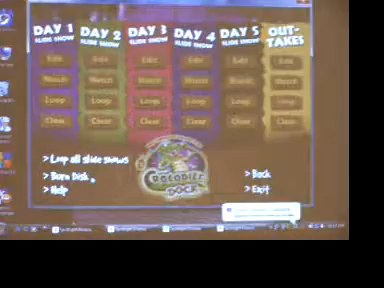 DAY 1 DAY 2 DAY 3 DAY 4 DAY 5 OUT-TAKES
SLIDE SHOW SLIDE SHOW SLIDE SHOW SLIDE SHOW SLIDE SHOW
Edit Edit Edit Edit Edit Edit
Watch Watch Watch Watch Watch Watch
Loop Loop Loop Loop Loop Loop
Clear Clear Clear Clear Clear Clear
> Loop all slide shows
> Burn Disk
> Help
CROCODILE
DOCK
> Back
> Exit